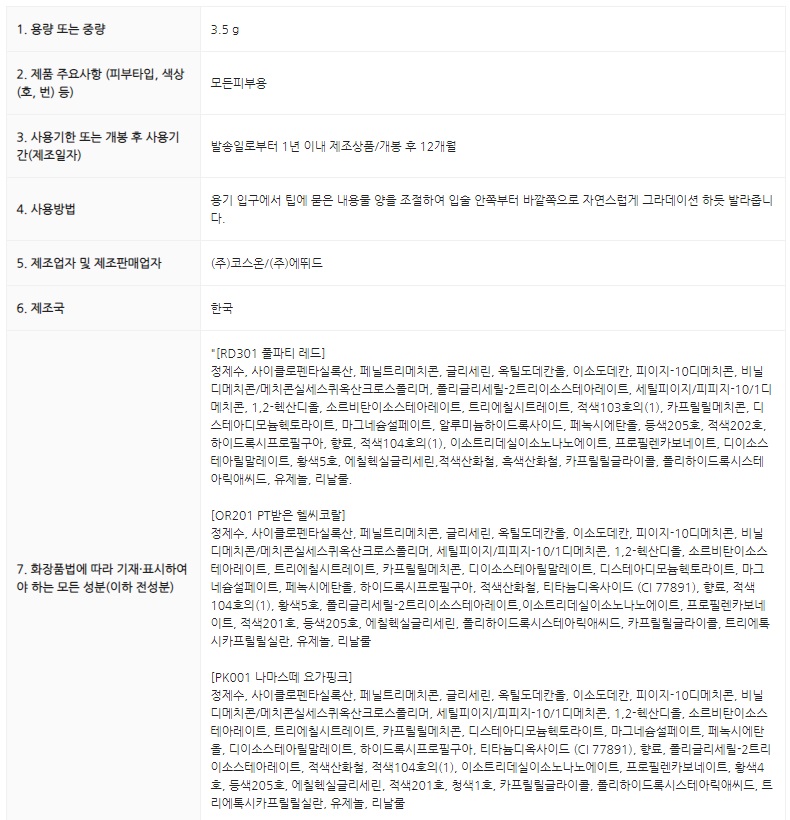 1. 용량 또는 중량
3.5 g
2. 제품 주요사항 (피부타입, 색상
(호, 번) 등)
모든피부용
3. 사용기한 또는 개봉 후 사용기
간(제조일자)
발송일로부터 1년 이내 제조상품/개봉 후 12개월
4. 사용방법
용기 입구에서 팁에 묻은 내용물 양을 조절하여 입술 안쪽부터 바깥쪽으로 자연스럽게 그라데이션 하듯 발라줍니
다.
5. 제조업자 및 제조판매업자
(주)코스온/(주)에뛰드
6. 제조국
한국
7. 화장품법에 따라 기재·표시하여
야 하는 모든 성분(이하 전성분)
"[RD301 풀파티 레드]
정제수, 사이클로펜타실록산, 페닐트리메치콘, 글리세린, 옥틸도데칸올, 이소도데칸, 피이지-10디메치콘, 비닐
디메치콘/메치콘실세스퀴옥산크로스폴리머, 폴리글리세릴-2트리이소스테아레이트, 세틸피이지/피피지-10/1디
메치콘, 1,2-헥산디올, 소르비탄이소스테아레이트, 트리에칠시트레이트, 적색103호의(1), 카프릴릴메치콘, 디
스테아디모늄헥토라이트, 마그네슘설페이트, 알루미늄하이드록사이드, 페녹시에탄올, 등색205호, 적색202호,
하이드록시프로필구아, 향료, 적색104호의(1), 이소트리데실이소노나노에이트, 프로필렌카보네이트, 디이소스
테아릴말레이트, 황색5호, 에칠헥실글리세린,적색산화철, 흑색산화철, 카프릴릴글라이콜, 폴리하이드록시스테
아릭애씨드, 유제놀, 리날룰.
[OR201 PT받은 헬씨코랄]
정제수, 사이클로펜타실록산, 페닐트리메치콘, 글리세린, 옥틸도데칸올, 이소도데칸, 피이지-10디메치콘, 비닐
디메치콘/메치콘실세스퀴옥산크로스폴리머, 세틸피이지/피피지-10/1디메치콘, 1,2-헥산디올, 소르비탄이소스
테아레이트, 트리에칠시트레이트, 카프릴릴메치콘, 디이소스테아릴말레이트, 디스테아디모늄헥토라이트, 마그
네슘설페이트, 페녹시에탄올, 하이드록시프로필구아, 적색산화철, 티타늄디옥사이드 (CI 77891), 향료, 적색
104호의(1), 황색5호, 폴리글리세릴-2트리이소스테아레이트,이소트리데실이소노나노에이트, 프로필렌카보네
이트, 적색201호, 등색205호, 에칠헥실글리세린, 폴리하이드록시스테아릭애씨드, 카프릴릴글라이콜, 트리에톡
시카프릴릴실란, 유제놀, 리날룰
[PK001 나마스떼 요가핑크]
정제수, 사이클로펜타실록산, 페닐트리메치콘, 글리세린, 옥틸도데칸올, 이소도데칸, 피이지-10디메치콘, 비닐
디메치콘/메치콘실세스퀴옥산크로스폴리머, 세틸피이지/피피지-10/1디메치콘, 1,2-헥산디올, 소르비탄이소스
테아레이트, 트리에칠시트레이트, 카프릴릴메치콘, 디스테아디모늄헥토라이트, 마그네슘설페이트, 페녹시에탄
올, 디이소스테아릴말레이트, 하이드록시프로필구아, 티타늄디옥사이드 (CI 77891), 향료, 폴리글리세릴-2트리
이소스테아레이트, 적색산화철, 적색104호의(1), 이소트리데실이소노나노에이트, 프로필렌카보네이트, 황색4
호, 등색205호, 에칠헥실글리세린, 적색201호, 청색1호, 카프릴릴글라이콜, 폴리하이드록시스테아릭애씨드, 트
리에톡시카프릴릴실란, 유제놀, 리날룰